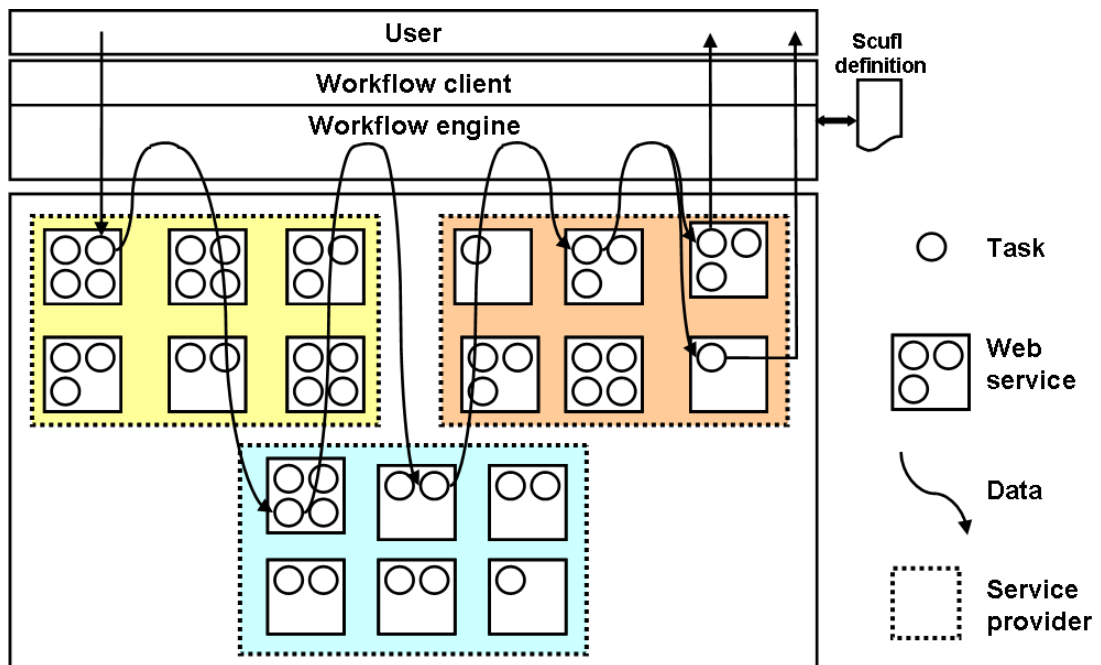 User
Scufl
definition
Workflow client
Workflow engine
Task
Web
service
Data
Service
provider